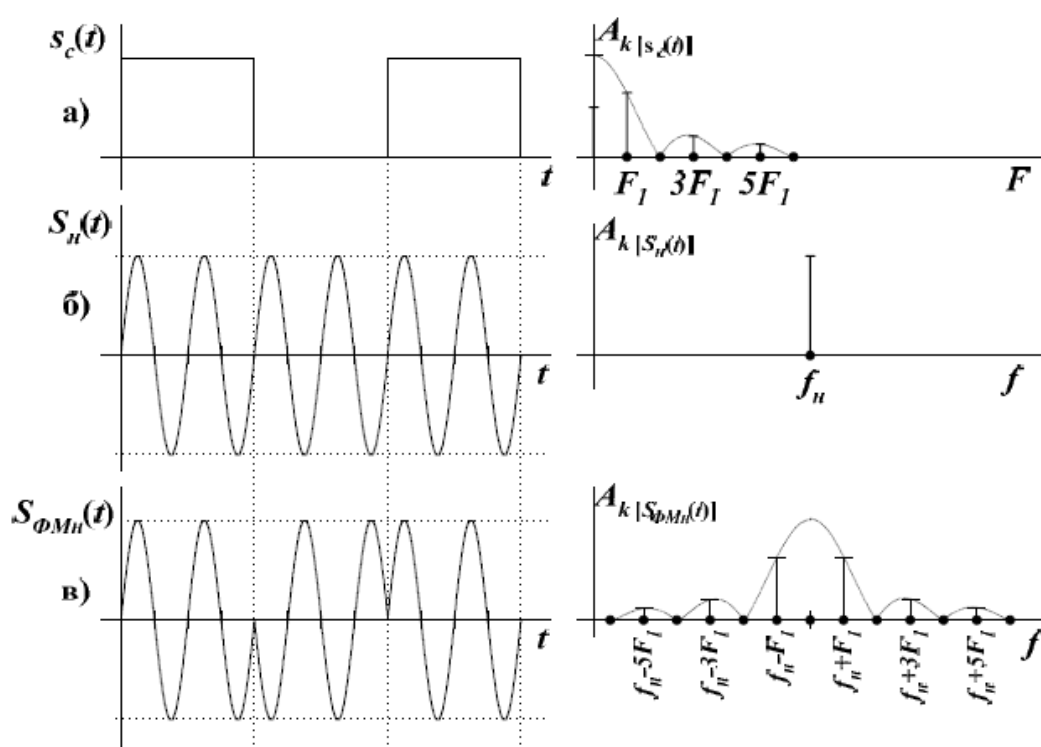 s_c(t)
A_k |s_c(t)|
а)
t
F_1 3F_1 5F_1
F
S_н(t)
A_k |S_н(t)|
б)
t
f_н
f
S_ФМн(t)
A_k |S_ФМн(t)|
в)
t
f_н-5F_1
f_н-3F_1
f_н-F_1
f_н+F_1
f_н+3F_1
f_н+5F_1
f